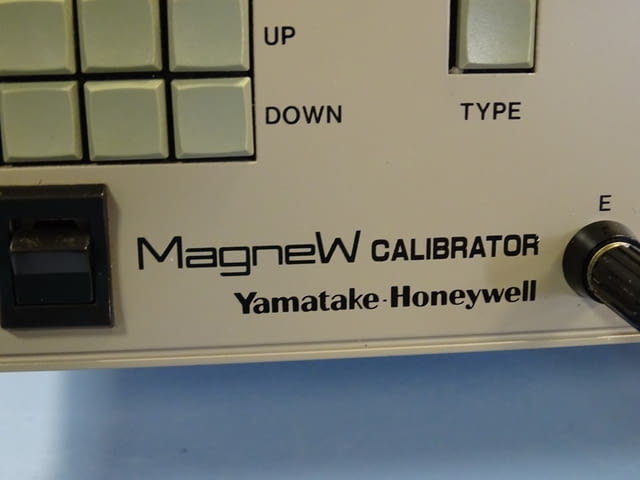 UP
DOWN
TYPE
E
MagneW CALIBRATOR
Yamatake-Honeywell